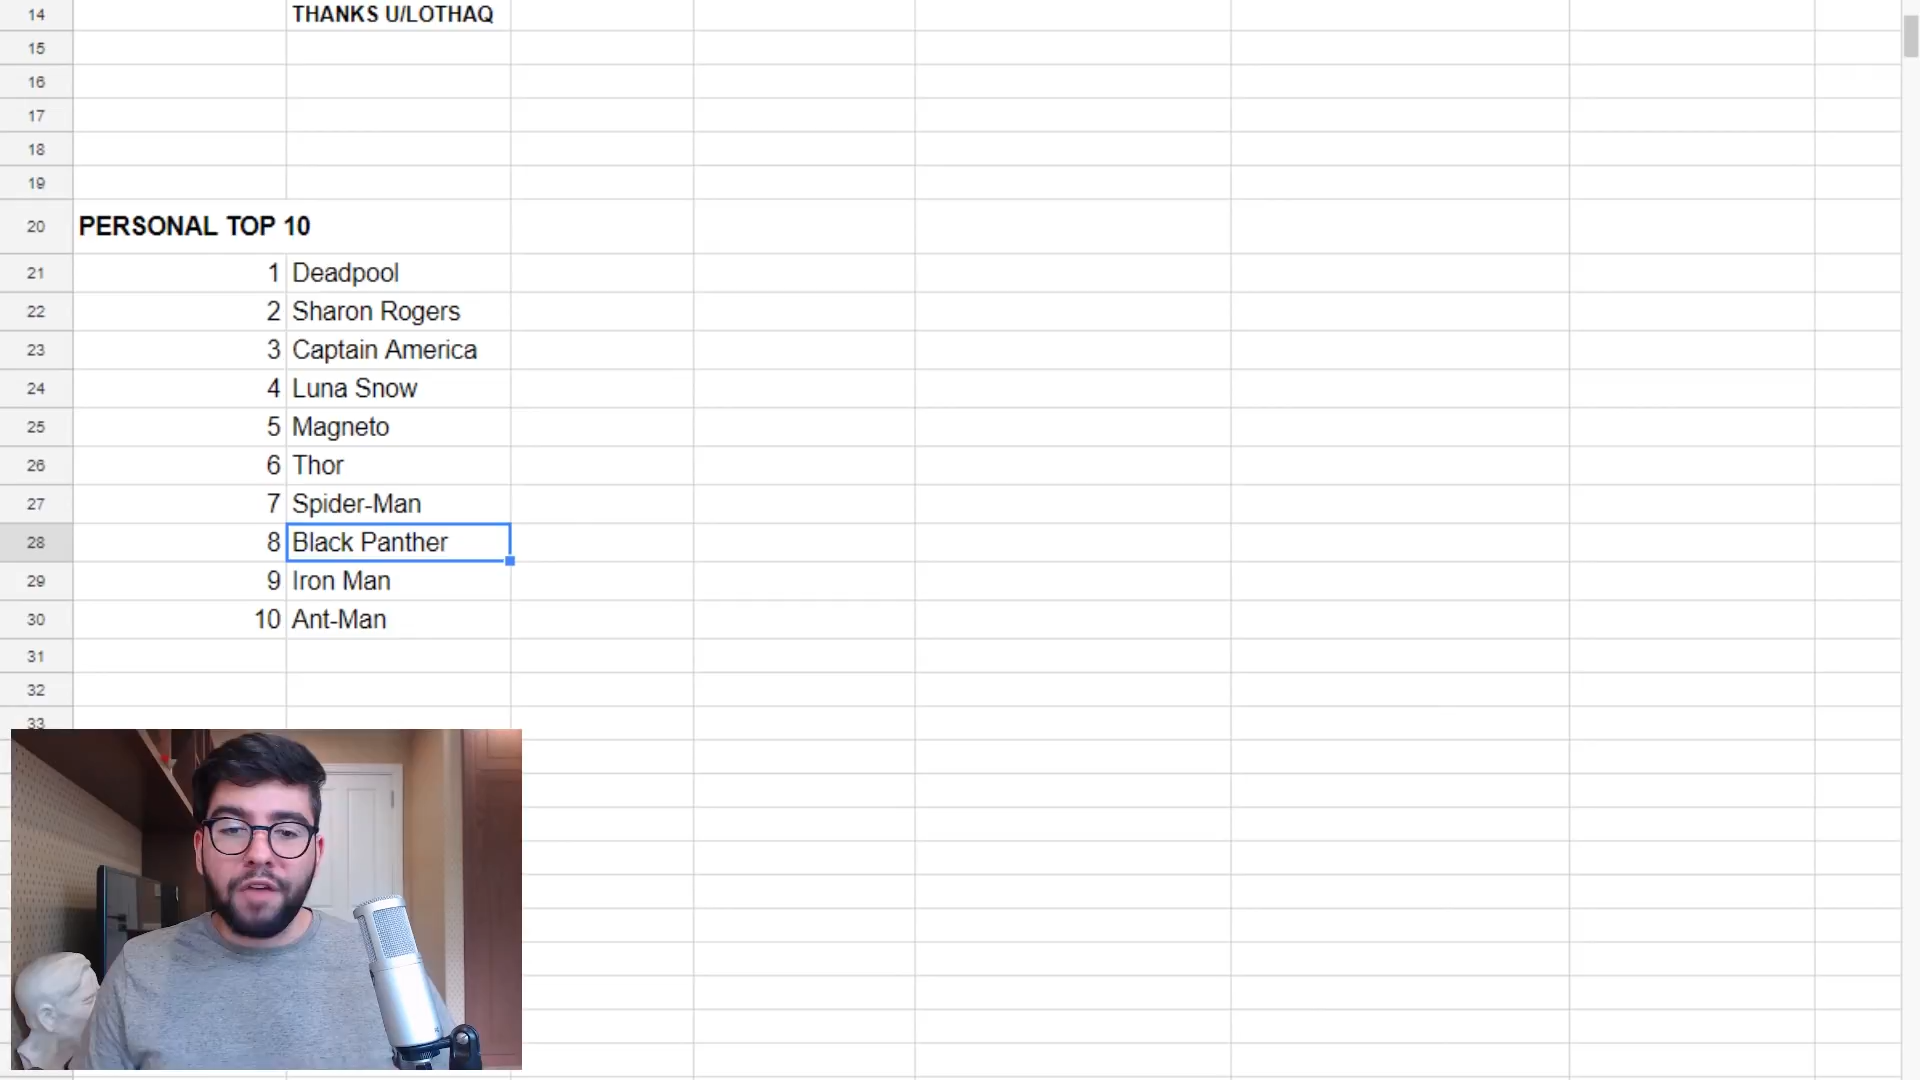 14 THANKS U/LOTHAQ
15
16
17
18
19
20 PERSONAL TOP 10
21 1 Deadpool
22 2 Sharon Rogers
23 3 Captain America
24 4 Luna Snow
25 5 Magneto
26 6 Thor
27 7 Spider-Man
28 8 Black Panther
29 9 Iron Man
30 10 Ant-Man
31
32
33